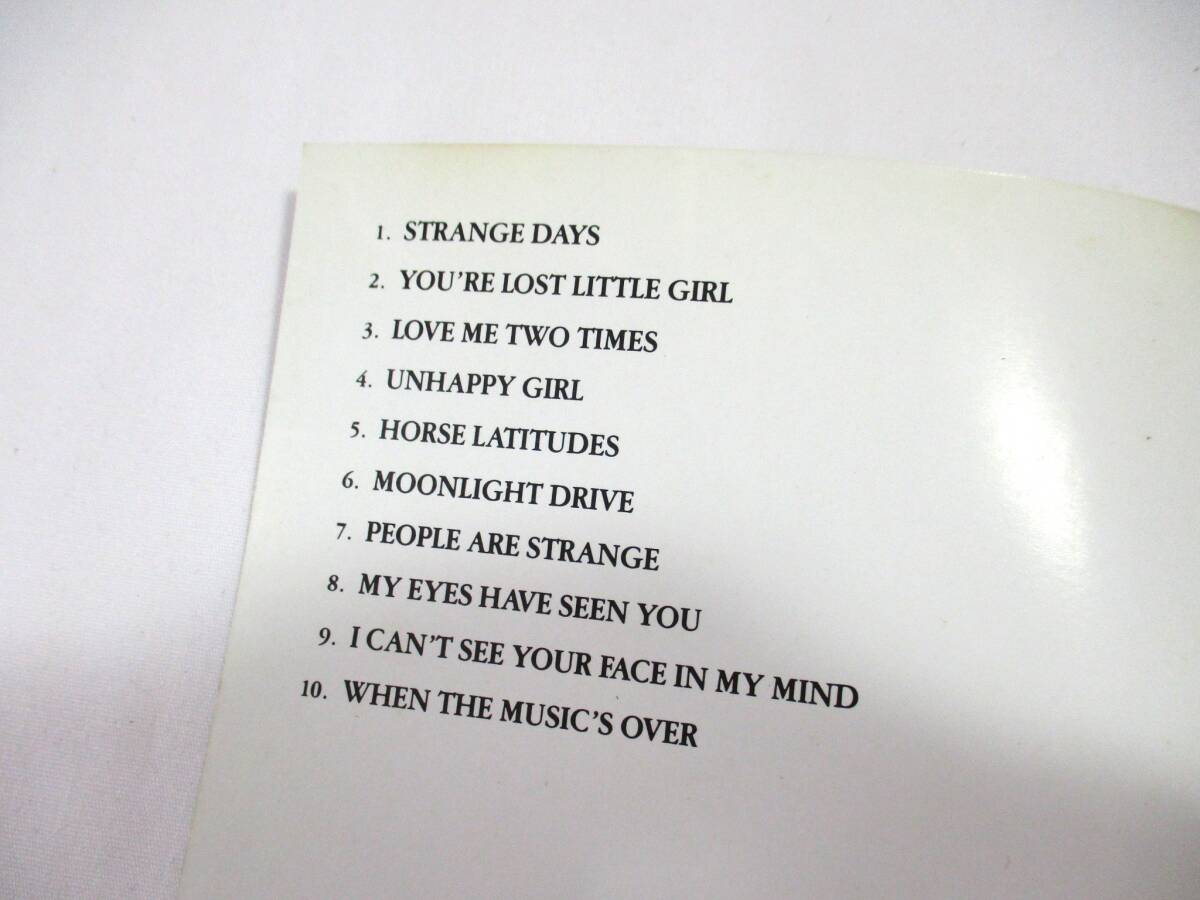 1. STRANGE DAYS
2. YOU'RE LOST LITTLE GIRL
3. LOVE ME TWO TIMES
4. UNHAPPY GIRL
5. HORSE LATITUDES
6. MOONLIGHT DRIVE
7. PEOPLE ARE STRANGE
8. MY EYES HAVE SEEN YOU
9. I CAN'T SEE YOUR FACE IN MY MIND
10. WHEN THE MUSIC'S OVER